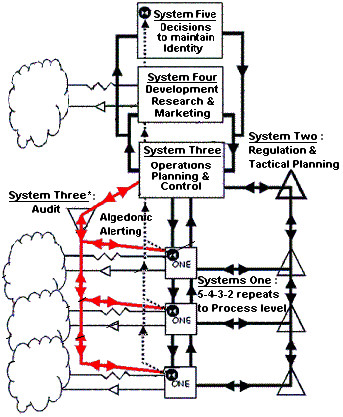 System Five
Decisions
to maintain
Identity
System Four
Development
Research &
Marketing
System Two :
Regulation &
Tactical Planning
System Three
Operations
Planning &
Control
System Three*:
Audit
Algedonic
Alerting
ONE
Systems One :
5-4-3-2 repeats
to Process level
ONE
ONE